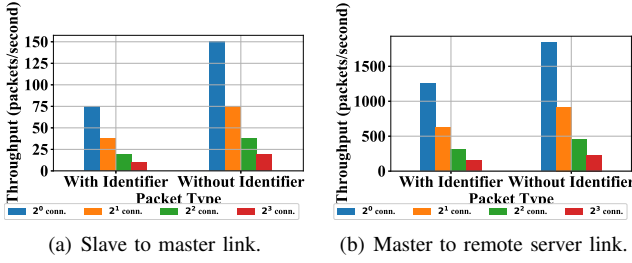 Throughput (packets/second)
150
125
100
75
50
25
0
With Identifier Without Identifier
Packet Type
2⁰ conn. 2¹ conn. 2² conn. 2³ conn.
(a) Slave to master link.
Throughput (packets/second)
1500
1000
500
0
With Identifier Without Identifier
Packet Type
2⁰ conn. 2¹ conn. 2² conn. 2³ conn.
(b) Master to remote server link.